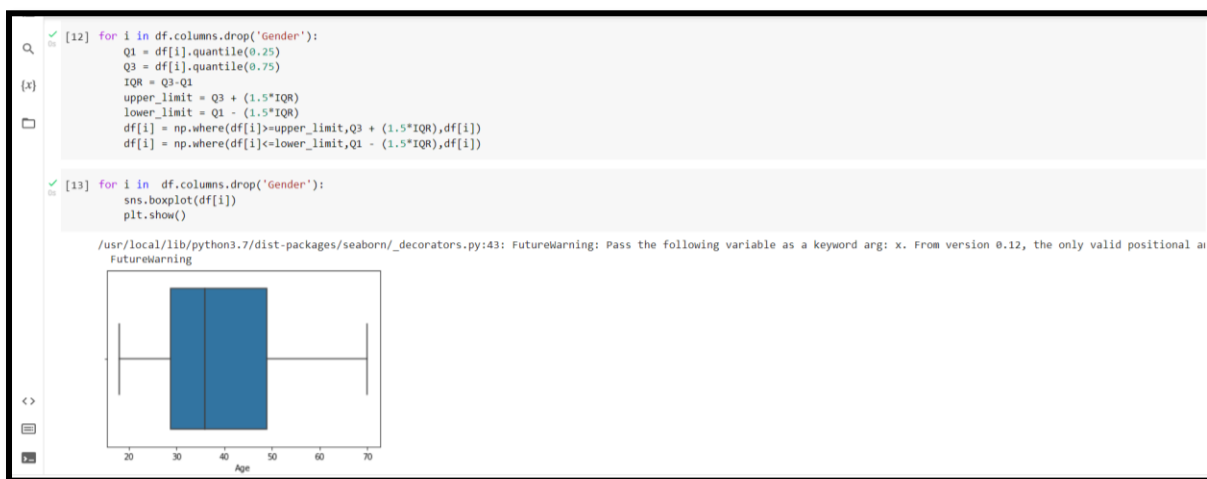 [12] for i in df.columns.drop('Gender'):
Q1 = df[i].quantile(0.25)
Q3 = df[i].quantile(0.75)
IQR = Q3-Q1
upper_limit = Q3 + (1.5*IQR)
lower_limit = Q1 - (1.5*IQR)
df[i] = np.where(df[i]>=upper_limit,Q3 + (1.5*IQR),df[i])
df[i] = np.where(df[i]<=lower_limit,Q1 - (1.5*IQR),df[i])
{x}
0s
[13] for i in df.columns.drop('Gender'):
sns.boxplot(df[i])
plt.show()
0s
/usr/local/lib/python3.7/dist-packages/seaborn/_decorators.py:43: FutureWarning: Pass the following variable as a keyword arg: x. From version 0.12, the only valid positional
FutureWarning
20 30 40 50 60 70
Age